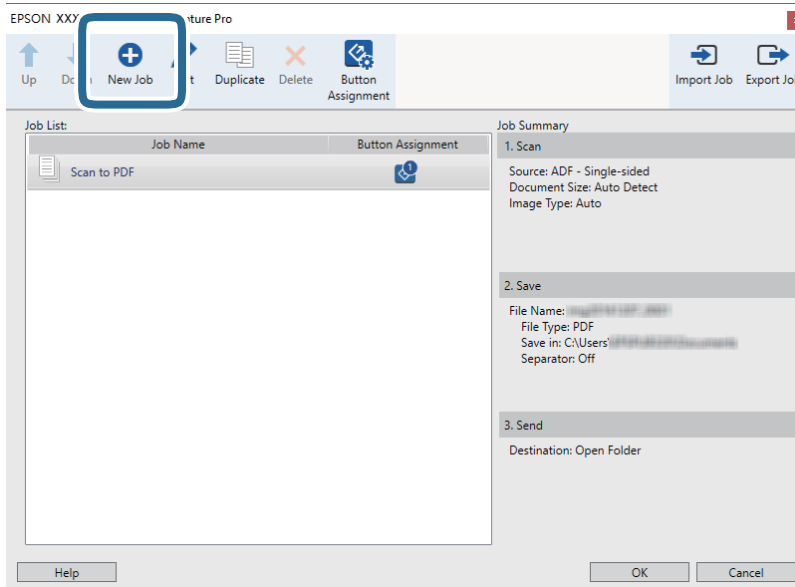 EPSON XXX ture Pro
Up
New Job
Duplicate
Delete
Button
Assignment
Import Job
Export Jo
Job List:
Job Name
Button Assignment
Scan to PDF
1
Job Summary
1. Scan
Source: ADF - Single-sided
Document Size: Auto Detect
Image Type: Auto
2. Save
File Name:
File Type: PDF
Save in: C:\Users\
Separator: Off
3. Send
Destination: Open Folder
Help
OK
Cancel